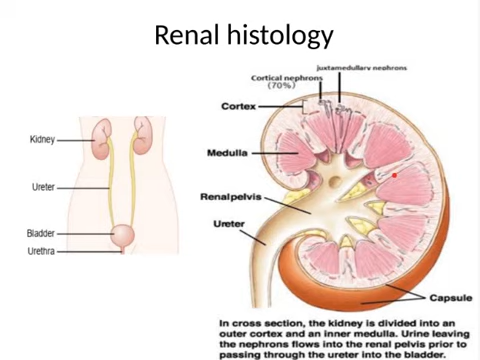 Renal histology
juxtamedullary nephrons
Cortical nephrons
(70%)
Cortex
Kidney
Medulla
Ureter
Renalpelvis
Ureter
Bladder
Urethra
Capsule
In cross section, the kidney is divided into an
outer cortex and an inner medulla. Urine leaving
the nephrons flows into the renal pelvis prior to
passing through the ureter into the bladder.